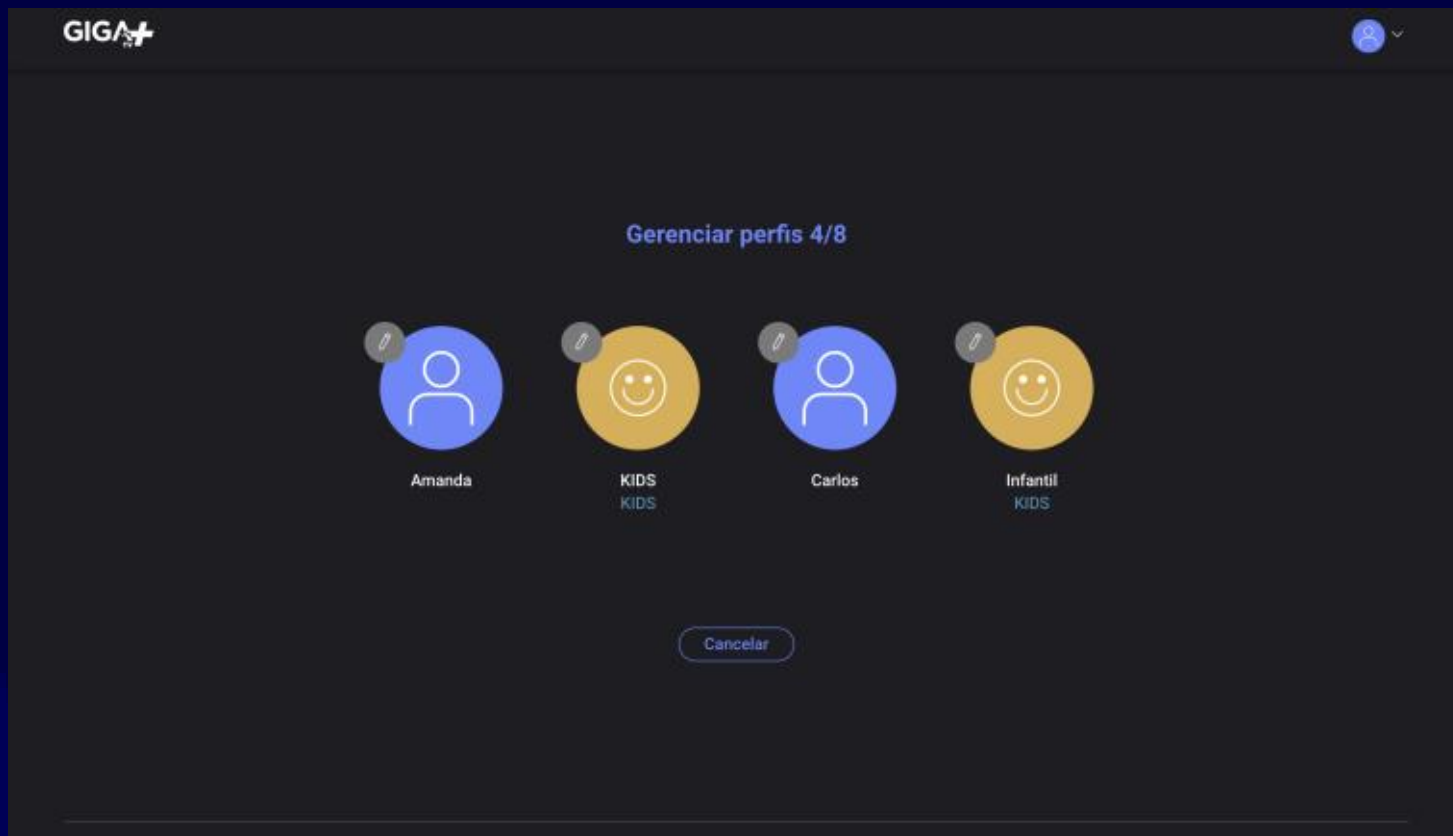 GIGA+
Gerenciar perfis 4/8
Amanda
KIDS
KIDS
Carlos
Infantil
KIDS
Cancelar